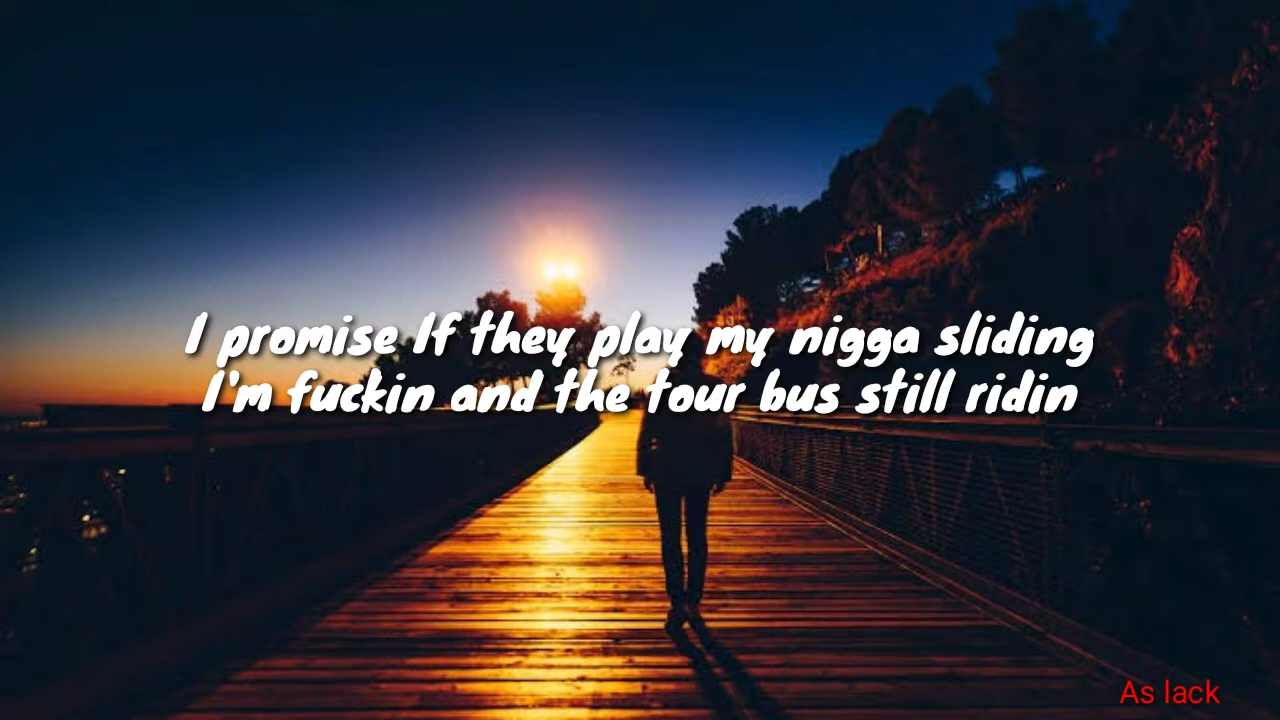 I promise If they play my nigga sliding
I'm fuckin and the tour bus still ridin
As lack